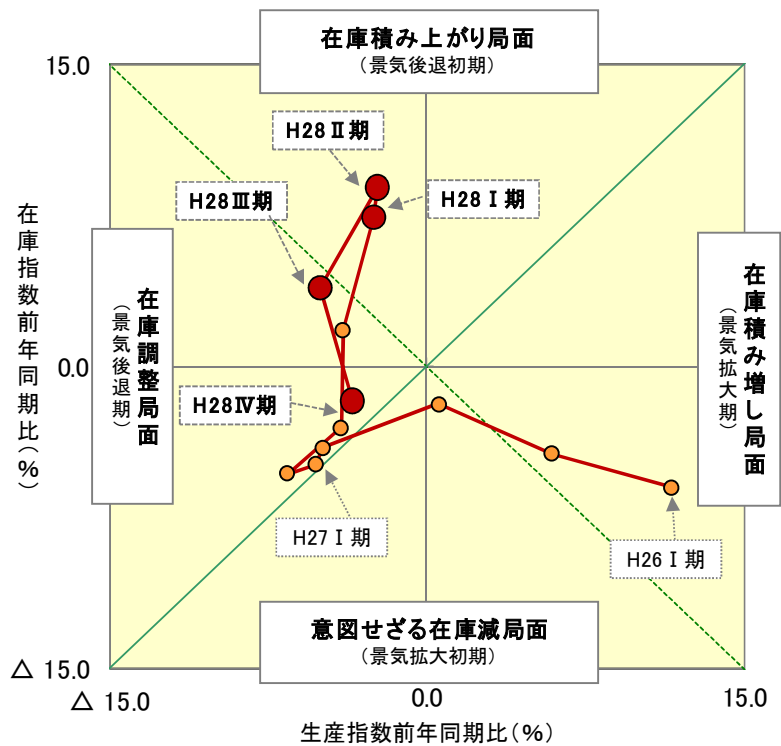 在庫積み上がり局面
（景気後退初期）
15.0
H28Ⅱ期
H28Ⅲ期
H28Ⅰ期
在庫指数前年同期比（％）
在庫調整局面
（景気後退期）
在庫積み増し局面
（景気拡大期）
0.0
H28Ⅳ期
H27Ⅰ期
H26Ⅰ期
意図せざる在庫減局面
（景気拡大初期）
△ 15.0
△ 15.0
0.0
15.0
生産指数前年同期比（％）